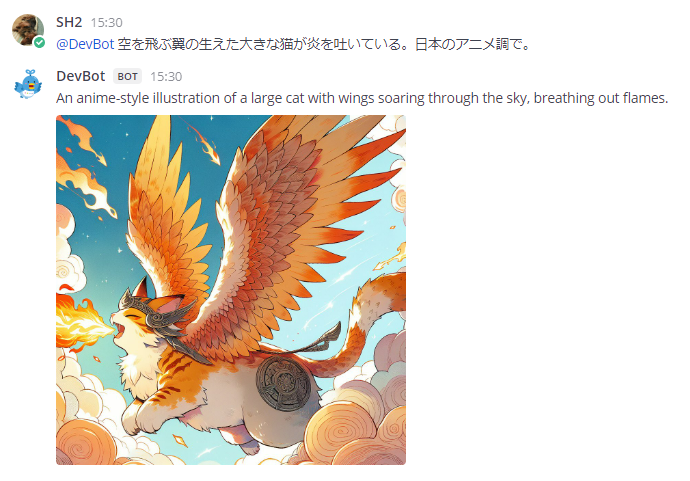 SH2 15:30
@DevBot 空を飛ぶ翼の生えた大きな猫が炎を吐いている。日本のアニメ調で。
DevBot BOT 15:30
An anime-style illustration of a large cat with wings soaring through the sky, breathing out flames.